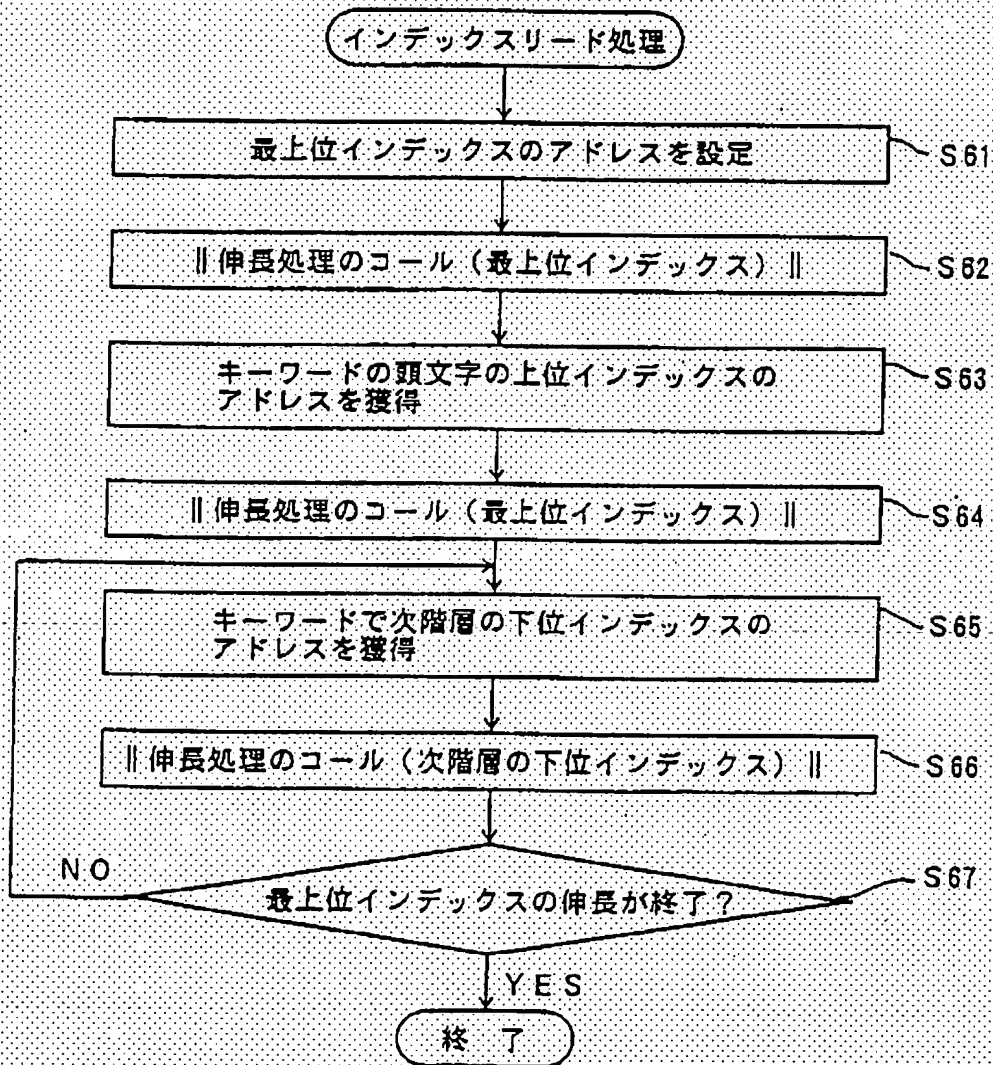 インデックスリード処理
最上位インデックスのアドレスを設定
S61
‖伸長処理のコール（最上位インデックス）‖
S62
キーワードの頭文字の上位インデックスの
アドレスを獲得
S63
‖伸長処理のコール（最上位インデックス）‖
S64
キーワードで次階層の下位インデックスの
アドレスを獲得
S65
‖伸長処理のコール（次階層の下位インデックス）‖
S66
NO
最上位インデックスの伸長が終了？
S67
YES
終了